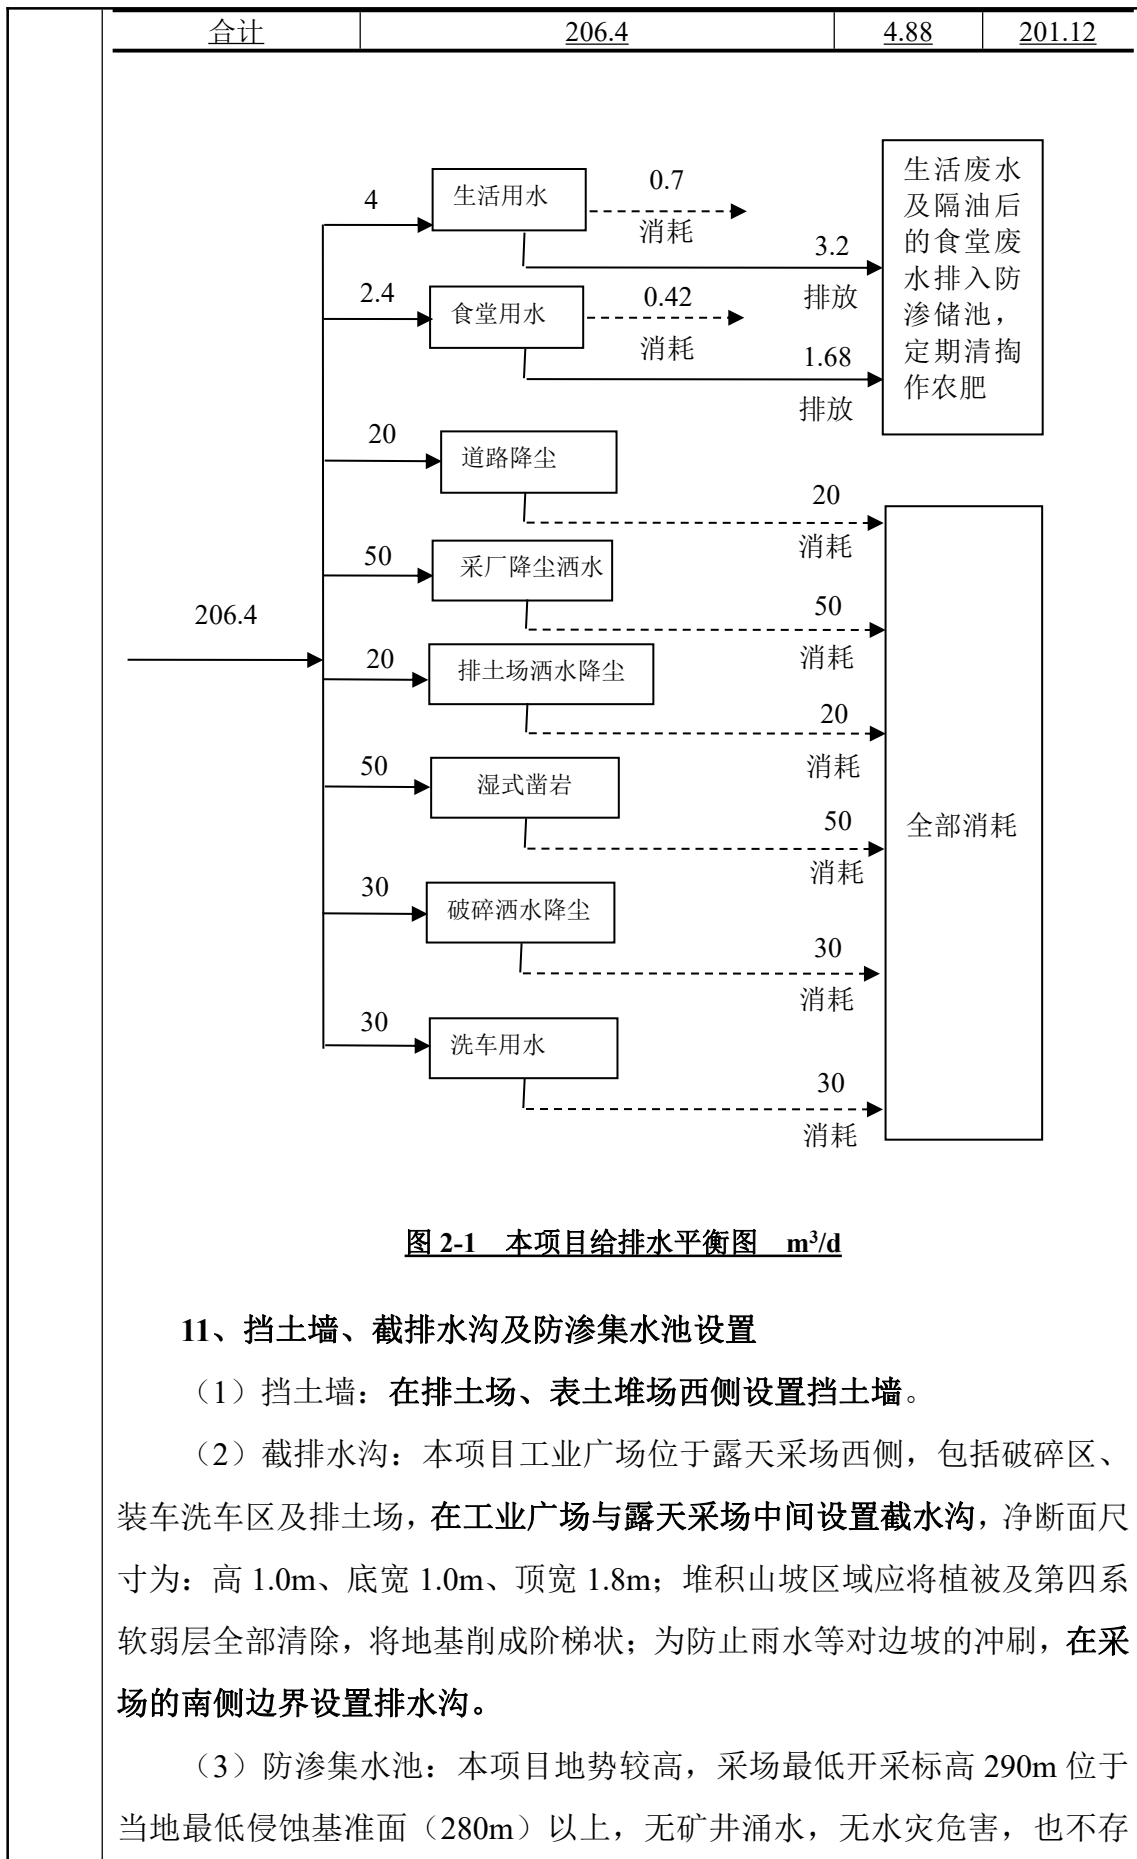 合计 206.4 4.88 201.12
4 生活用水 0.7
消耗
3.2
排放
2.4 食堂用水 0.42
消耗
1.68
排放
生活废水
及隔油后
的食堂废
水排入防
渗储池，
定期清掏
作农肥
20 道路降尘
20
消耗
50 采厂降尘洒水
50
消耗
206.4
20 排土场洒水降尘
20
消耗
50 湿式凿岩
50
消耗
全部消耗
30 破碎洒水降尘
30
消耗
30 洗车用水
30
消耗
图 2-1 本项目给排水平衡图 m³/d
11、挡土墙、截排水沟及防渗集水池设置
（1）挡土墙：在排土场、表土堆场西侧设置挡土墙。
（2）截排水沟：本项目工业广场位于露天采场西侧，包括破碎区、
装车洗车区及排土场，在工业广场与露天采场中间设置截水沟，净断面尺
寸为：高 1.0m、底宽 1.0m、顶宽 1.8m；堆积山坡区域应将植被及第四系
软弱层全部清除，将地基削成阶梯状；为防止雨水等对边坡的冲刷，在采
场的南侧边界设置排水沟。
（3）防渗集水池：本项目地势较高，采场最低开采标高 290m 位于
当地最低侵蚀基准面（280m）以上，无矿井涌水，无水灾危害，也不存